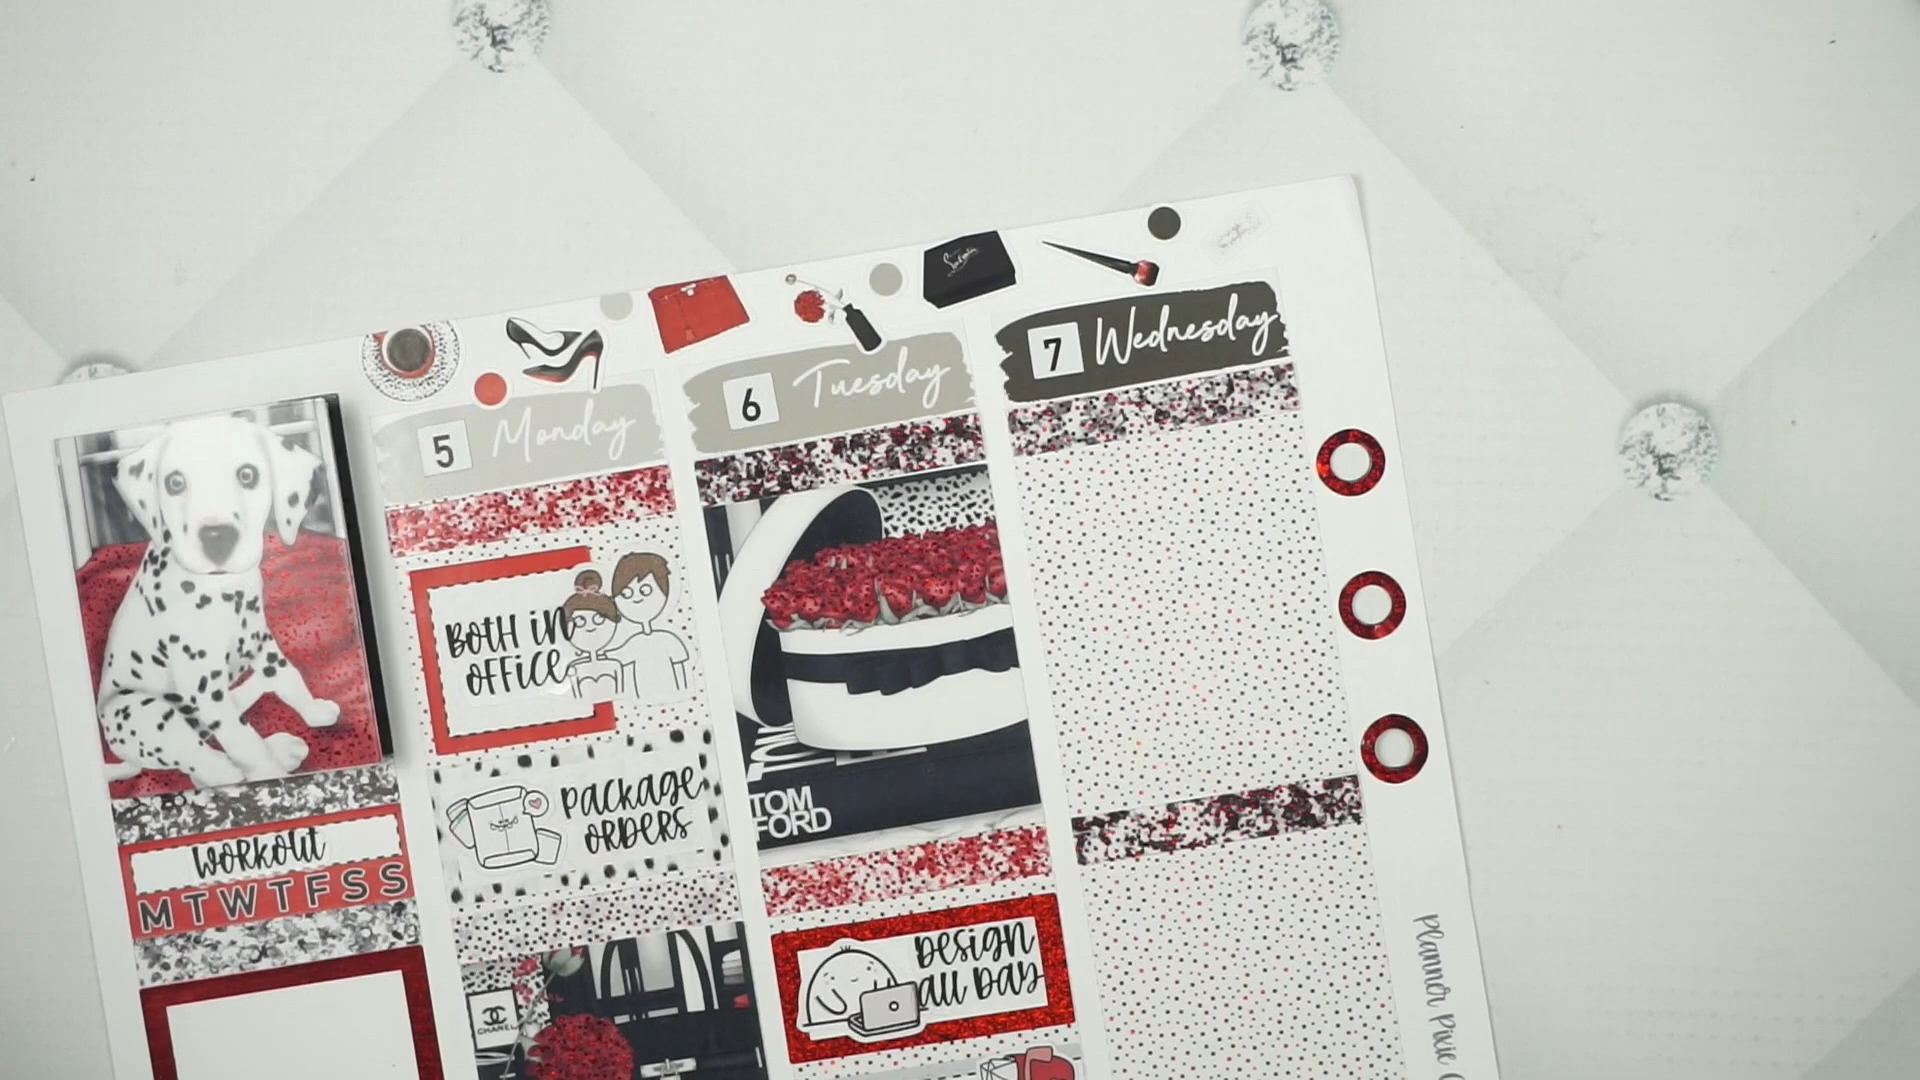 5 Monday
6 Tuesday
7 Wednesday
BOTH IN
OFFICE
PACKAGE
ORDERS
TOM
FORD
WORKOUT
M T W T F S S
DESIGN
ALL DAY
CHANEL
Planner Pixie